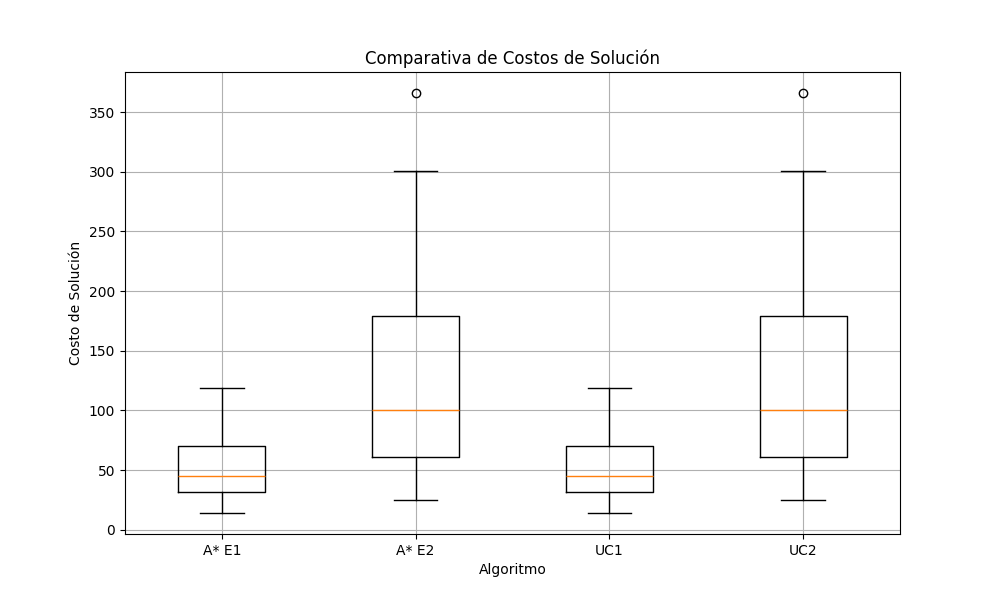 Comparativa de Costos de Solución
Costo de Solución
350
300
250
200
150
100
50
0
A* E1
A* E2
UC1
UC2
Algoritmo